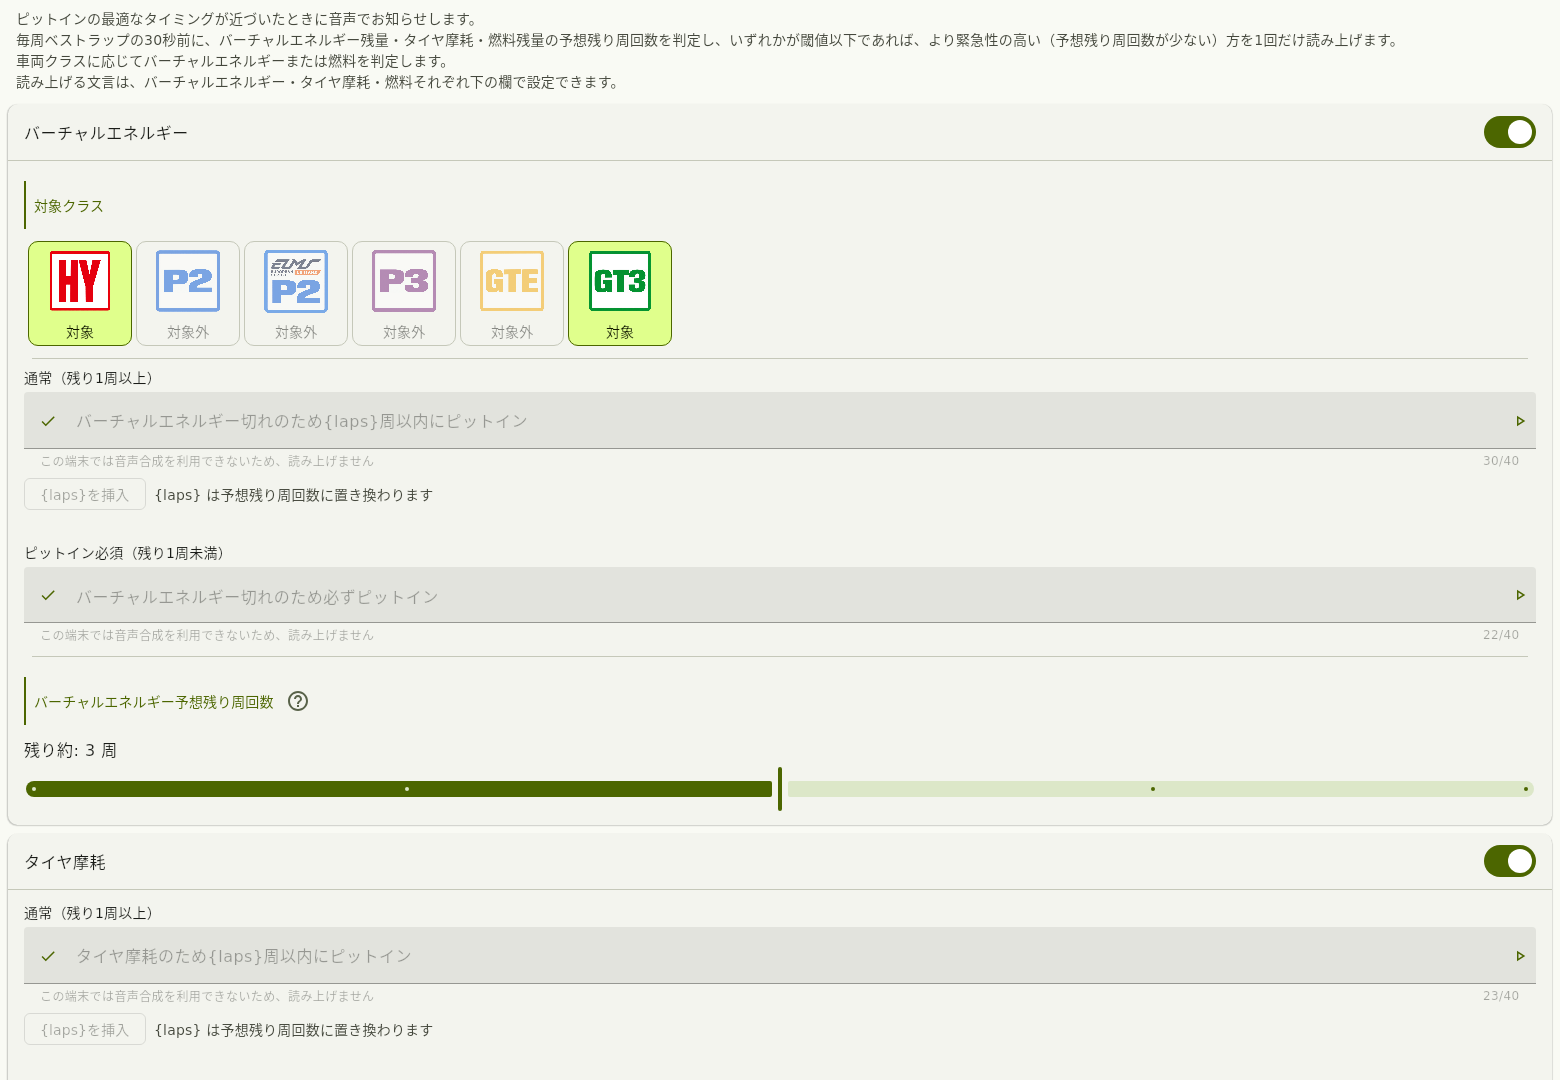 ピットインの最適なタイミングが近づいたときに音声でお知らせします。
毎周ベストラップの30秒前に、バーチャルエネルギー残量・タイヤ摩耗・燃料残量の予想残り周回数を判定し、いずれかが閾値以下であれば、より緊急性の高い（予想残り周回数が少ない）方を1回だけ読み上げます。
車両クラスに応じてバーチャルエネルギーまたは燃料を判定します。
読み上げる文言は、バーチャルエネルギー・タイヤ摩耗・燃料それぞれ下の欄で設定できます。
バーチャルエネルギー
対象クラス
HY P2 ELMS P2 P3 GTE GT3
対象 対象外 対象外 対象外 対象外 対象
通常（残り1周以上）
バーチャルエネルギー切れのため{laps}周以内にピットイン
この端末では音声合成を利用できないため、読み上げません 30/40
{laps}を挿入 {laps} は予想残り周回数に置き換わります
ピットイン必須（残り1周未満）
バーチャルエネルギー切れのため必ずピットイン
この端末では音声合成を利用できないため、読み上げません 22/40
バーチャルエネルギー予想残り周回数
残り約: 3 周
タイヤ摩耗
通常（残り1周以上）
タイヤ摩耗のため{laps}周以内にピットイン
この端末では音声合成を利用できないため、読み上げません 23/40
{laps}を挿入 {laps} は予想残り周回数に置き換わります